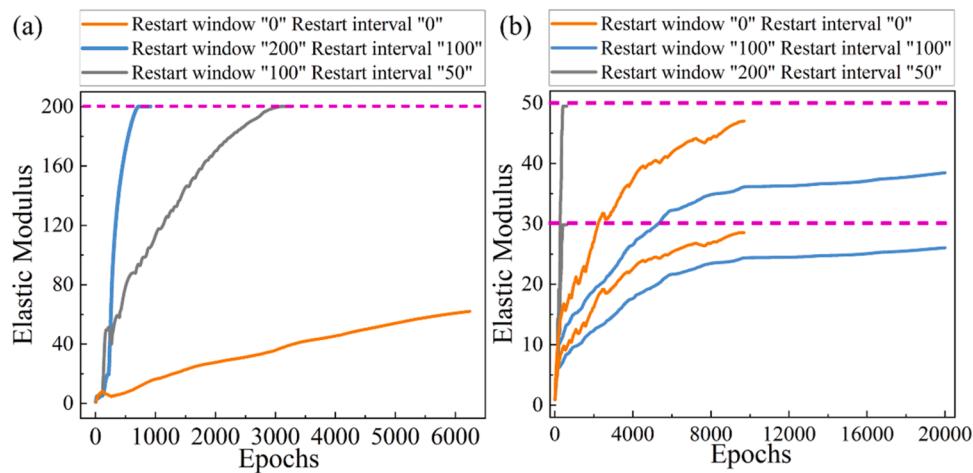 (a)
Restart window "0" Restart interval "0"
Restart window "200" Restart interval "100"
Restart window "100" Restart interval "50"
200
160
120
80
40
0
Elastic Modulus
0 1000 2000 3000 4000 5000 6000
Epochs
(b)
Restart window "0" Restart interval "0"
Restart window "100" Restart interval "100"
Restart window "200" Restart interval "50"
50
40
30
20
10
0
Elastic Modulus
0 4000 8000 12000 16000 20000
Epochs